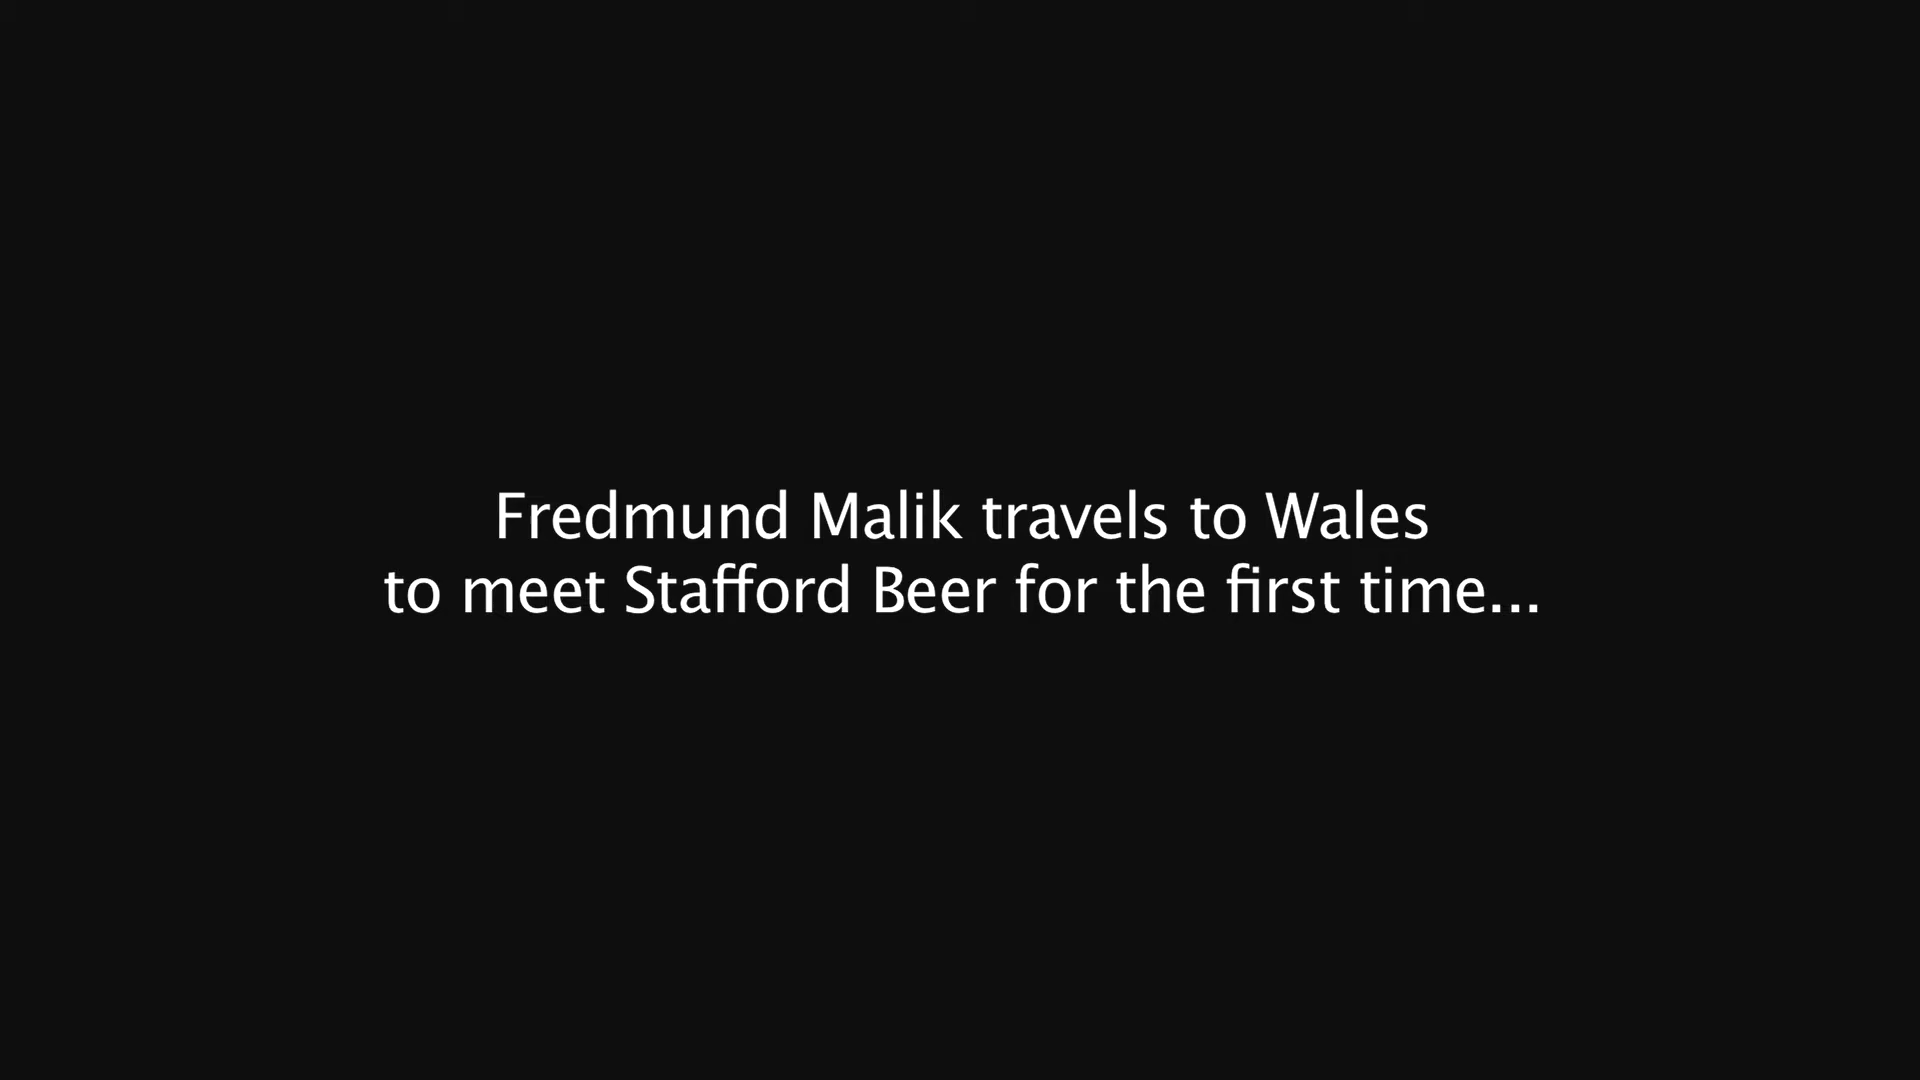 Fredmund Malik travels to Wales
to meet Stafford Beer for the first time...